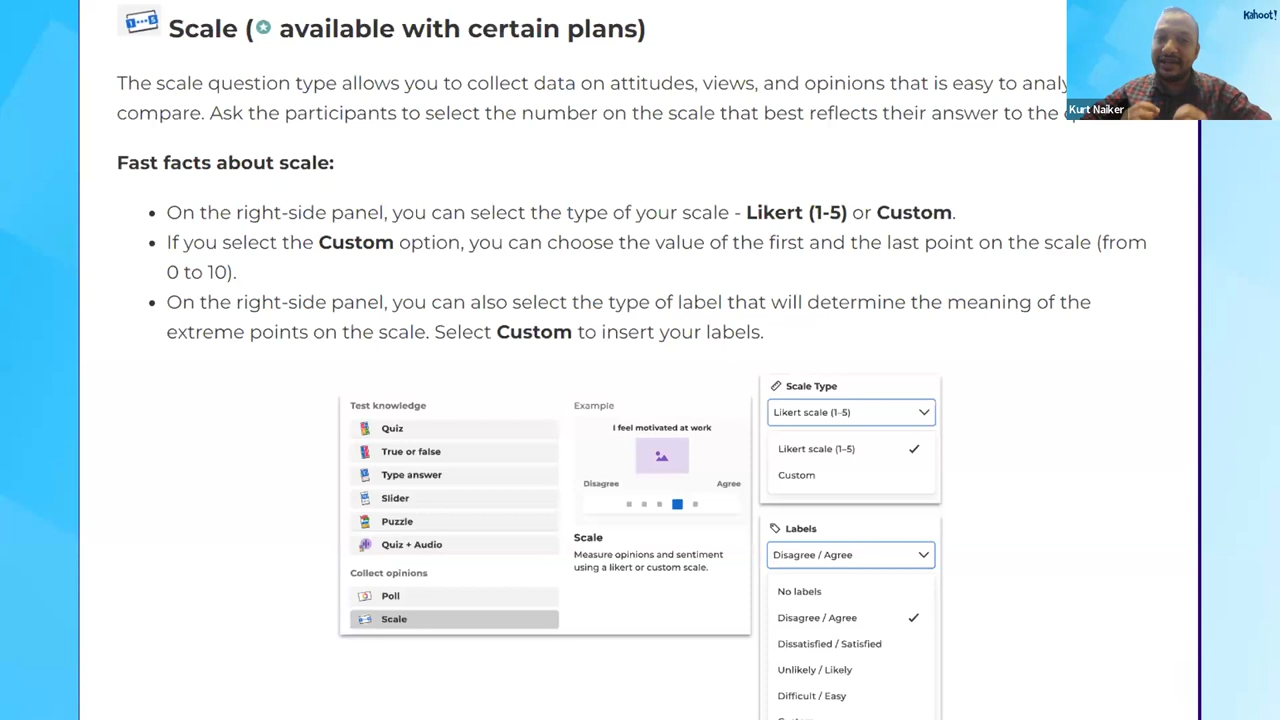 Scale ( available with certain plans)
Kahoot!
The scale question type allows you to collect data on attitudes, views, and opinions that is easy to
compare. Ask the participants to select the number on the scale that best reflects their answer to the
Kurt Naiker
Fast facts about scale:
• On the right-side panel, you can select the type of your scale - Likert (1-5) or Custom.
• If you select the Custom option, you can choose the value of the first and the last point on the scale (from
0 to 10).
• On the right-side panel, you can also select the type of label that will determine the meaning of the
extreme points on the scale. Select Custom to insert your labels.
Test knowledge
Quiz
True or false
Type answer
Slider
Puzzle
Quiz + Audio
Collect opinions
Poll
Scale
Example
I feel motivated at work
Disagree Agree
Scale
Measure opinions and sentiment
using a likert or custom scale.
Scale Type
Likert scale (1–5)
Likert scale (1–5)
Custom
Labels
Disagree / Agree
No labels
Disagree / Agree
Dissatisfied / Satisfied
Unlikely / Likely
Difficult / Easy